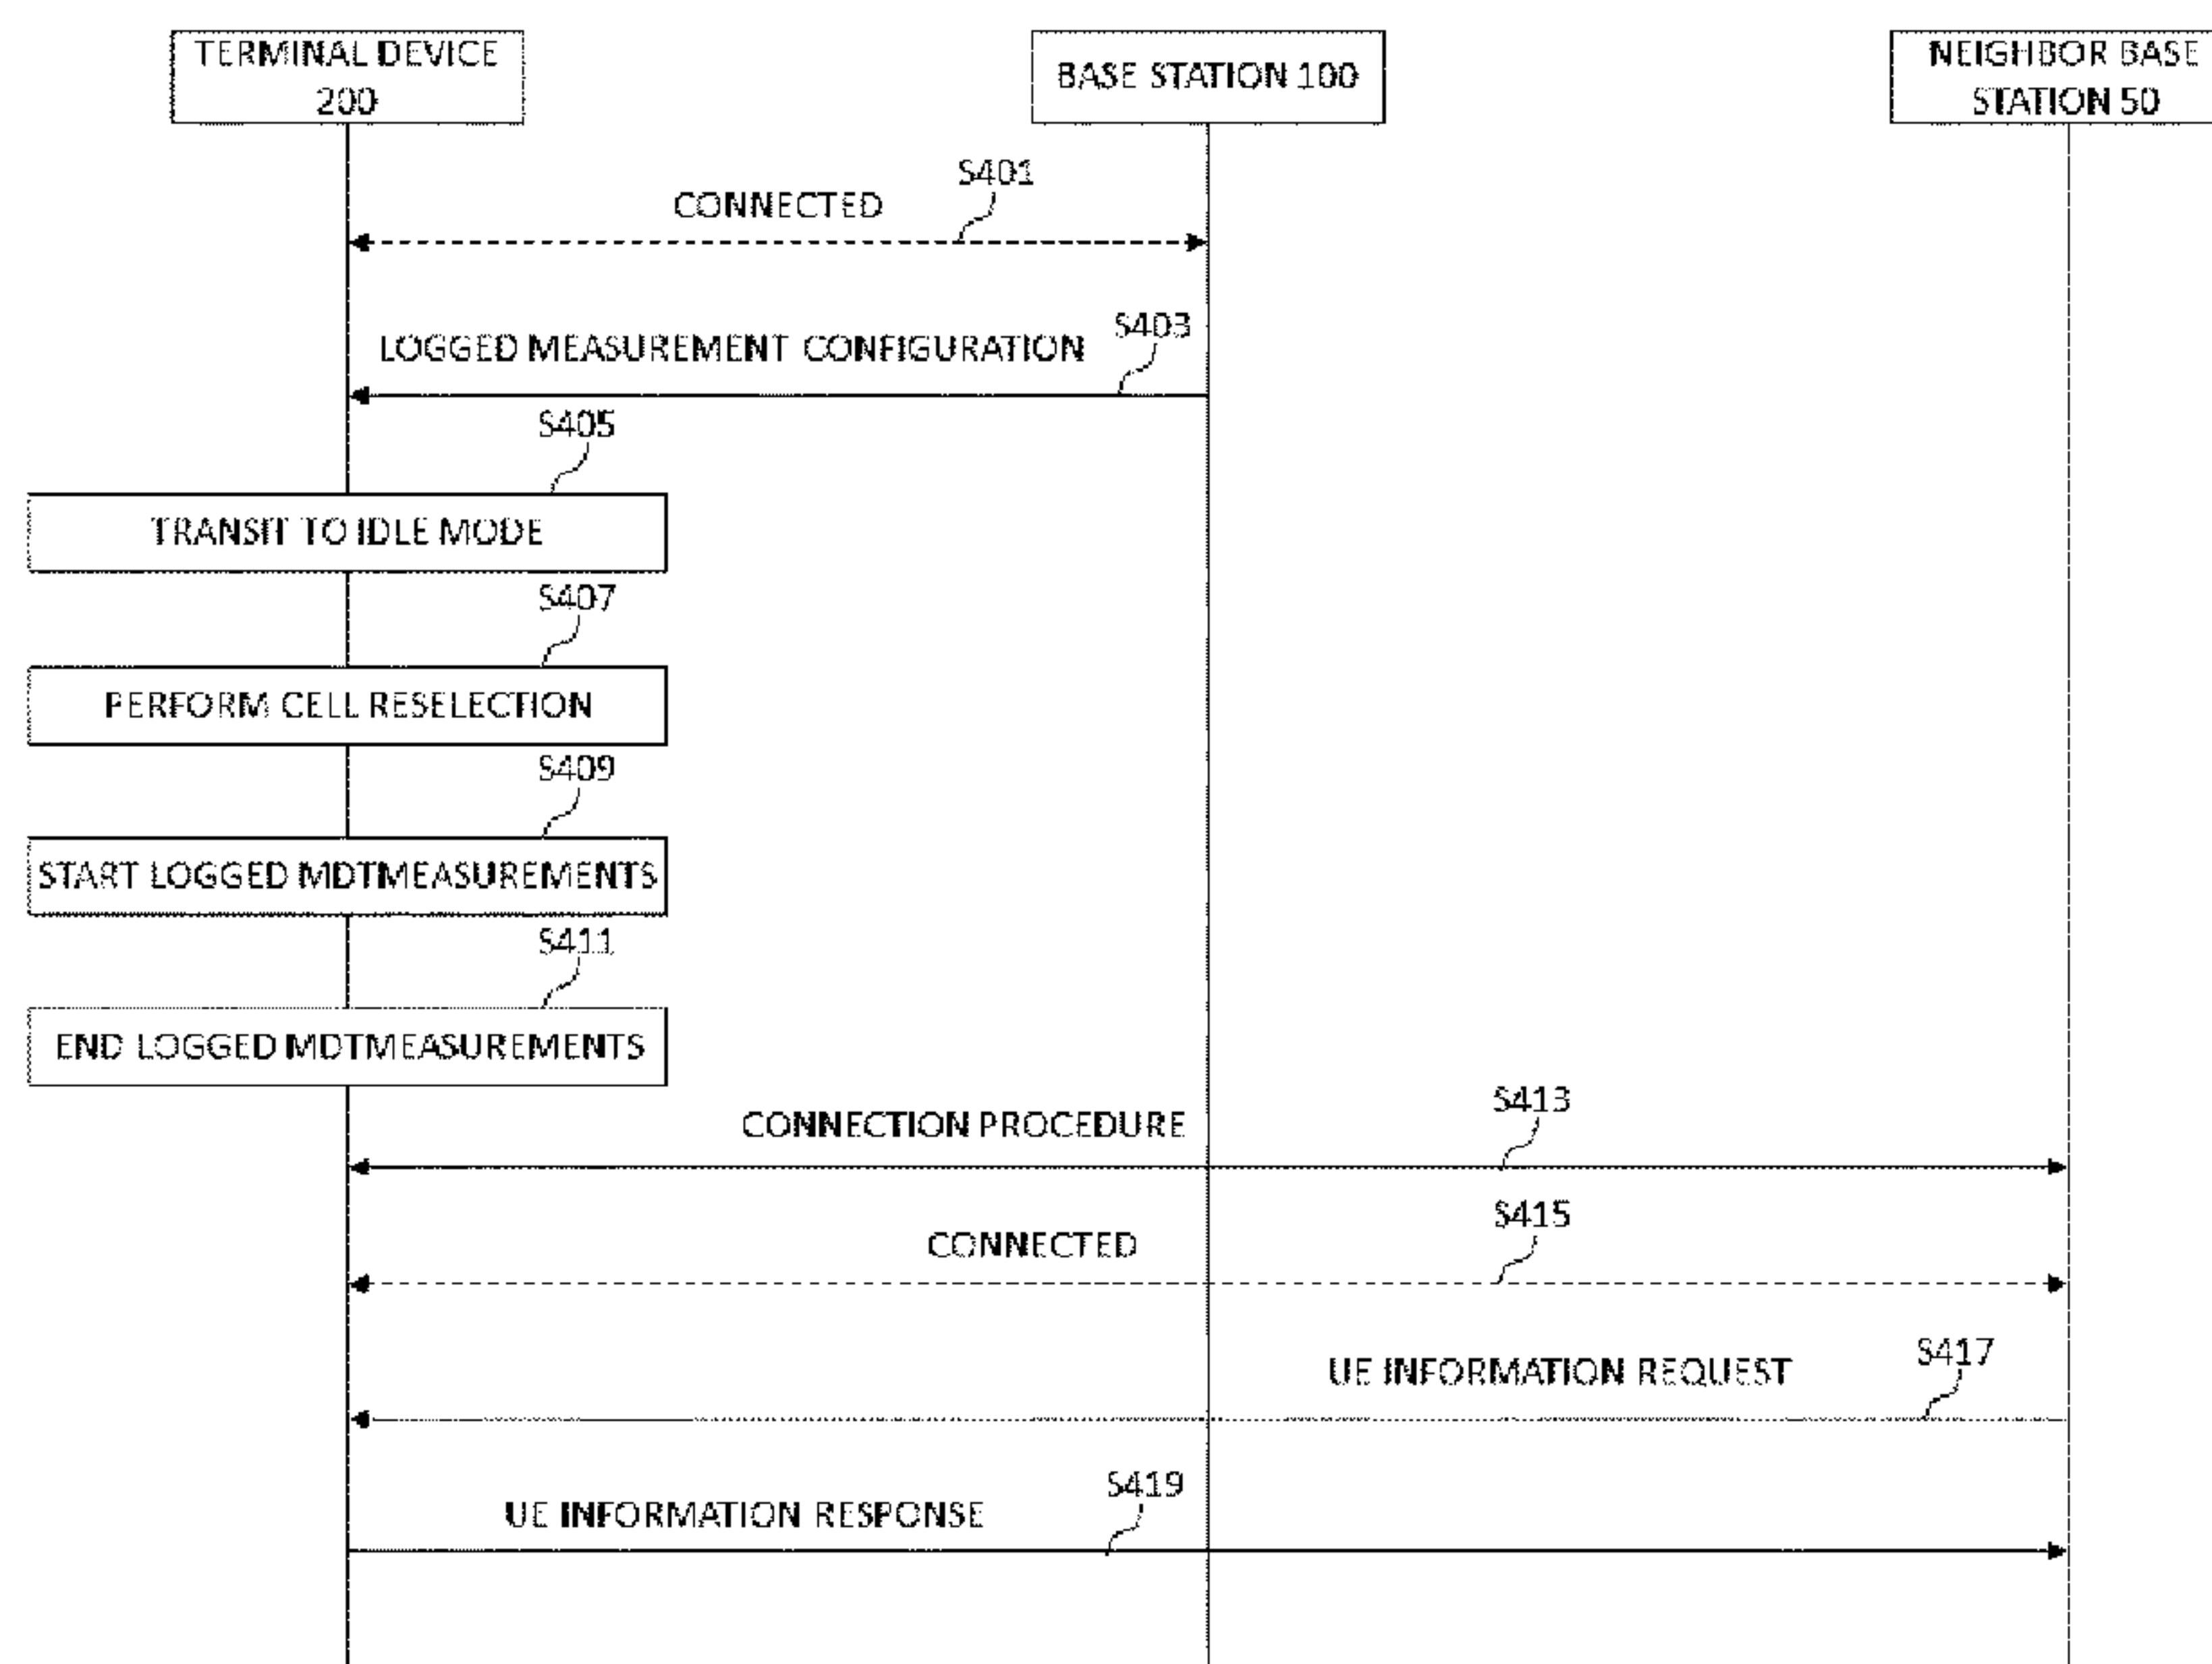 TERMINAL DEVICE
200
BASE STATION 100
NEIGHBOR BASE
STATION 50
S401
CONNECTED
S403
LOGGED MEASUREMENT CONFIGURATION
S405
TRANSIT TO IDLE MODE
S407
PERFORM CELL RESELECTION
S409
START LOGGED MDTMEASUREMENTS
S411
END LOGGED MDTMEASUREMENTS
S413
CONNECTION PROCEDURE
S415
CONNECTED
S417
UE INFORMATION REQUEST
S419
UE INFORMATION RESPONSE